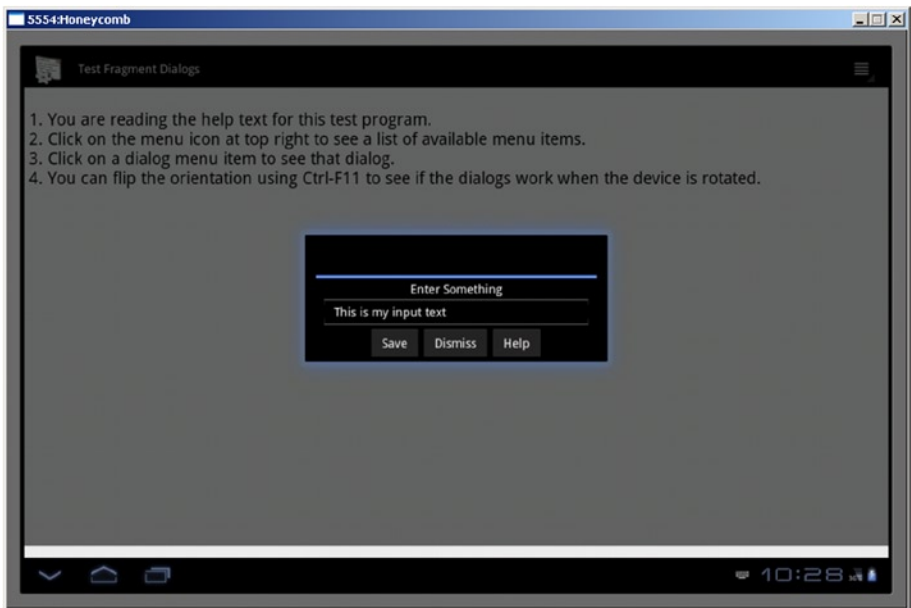 5554:Honeycomb
Test Fragment Dialogs
1. You are reading the help text for this test program.
2. Click on the menu icon at top right to see a list of available menu items.
3. Click on a dialog menu item to see that dialog.
4. You can flip the orientation using Ctrl-F11 to see if the dialogs work when the device is rotated.
Enter Something
This is my input text
Save Dismiss Help
10:28